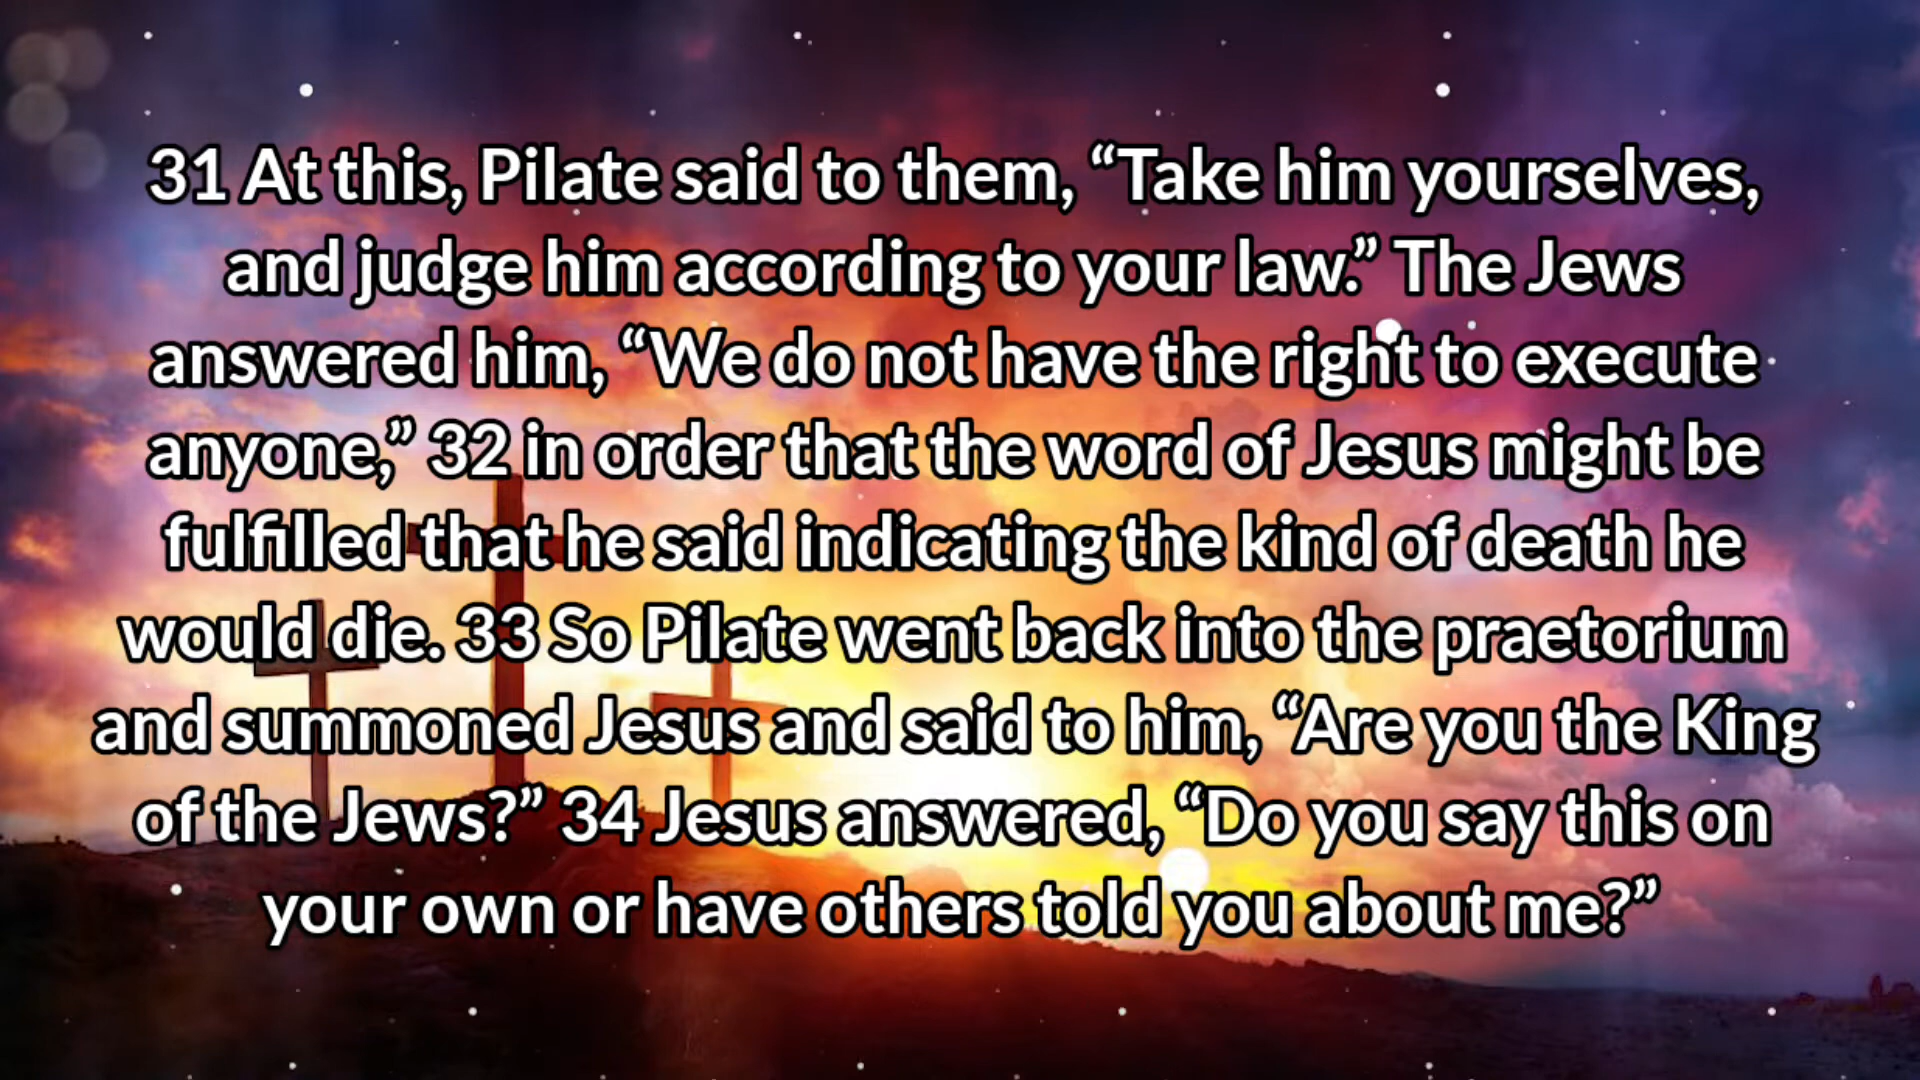 31 At this, Pilate said to them, “Take him yourselves,
and judge him according to your law.” The Jews
answered him, “We do not have the right to execute
anyone,” 32 in order that the word of Jesus might be
fulfilled that he said indicating the kind of death he
would die. 33 So Pilate went back into the praetorium
and summoned Jesus and said to him, “Are you the King
of the Jews?” 34 Jesus answered, “Do you say this on
your own or have others told you about me?”